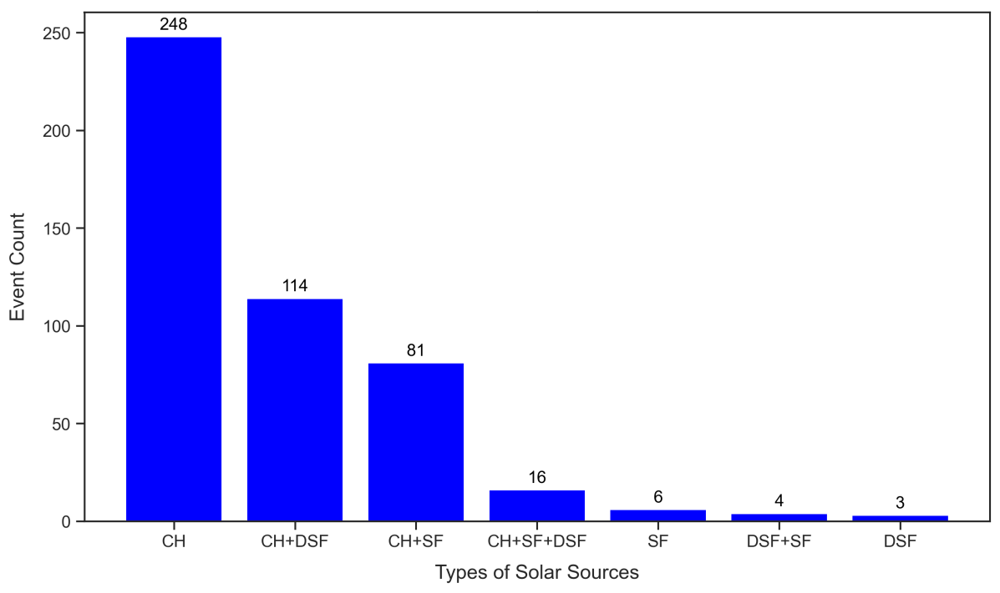 Event Count
250
200
150
100
50
0
248
114
81
16
6
4
3
CH
CH+DSF
CH+SF
CH+SF+DSF
SF
DSF+SF
DSF
Types of Solar Sources